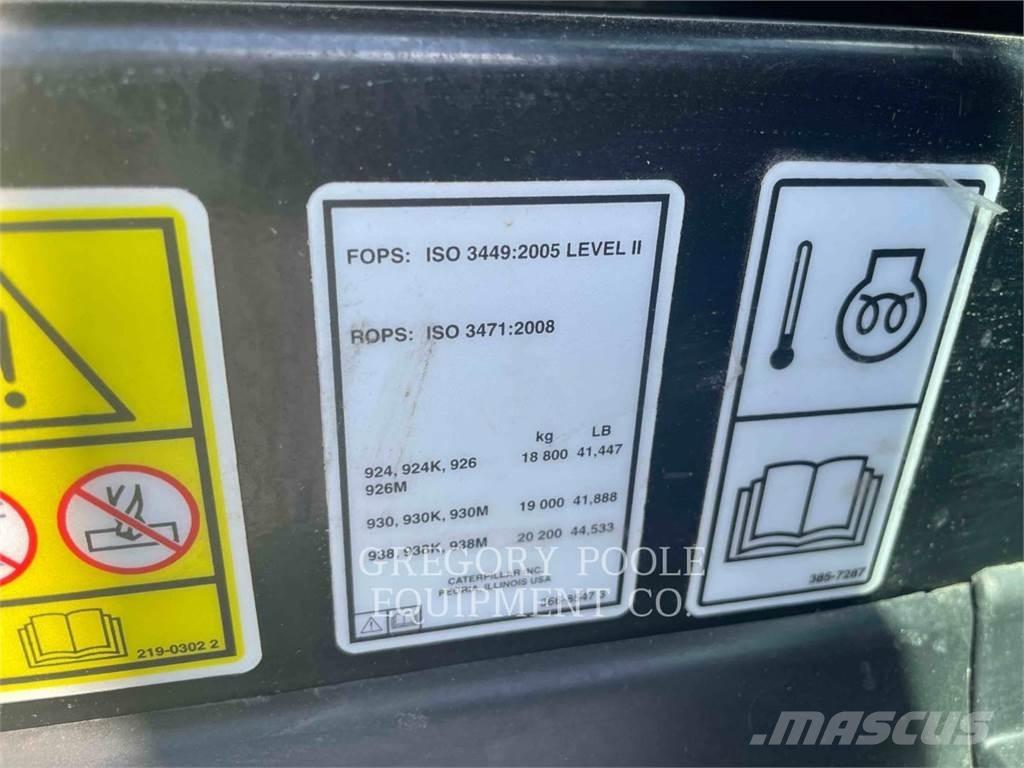 FOPS: ISO 3449:2005 LEVEL II
ROPS: ISO 3471:2008
kg LB
924, 924K, 926 18 800 41,447
926M
930, 930K, 930M 19 000 41,888
938, 938K, 938M 20 200 44,533
CATERPILLAR INC.
PEORIA, ILLINOIS USA
219-0302 2
385-7287
GREGORY POOLE
EQUIPMENT CO.
MASCUS